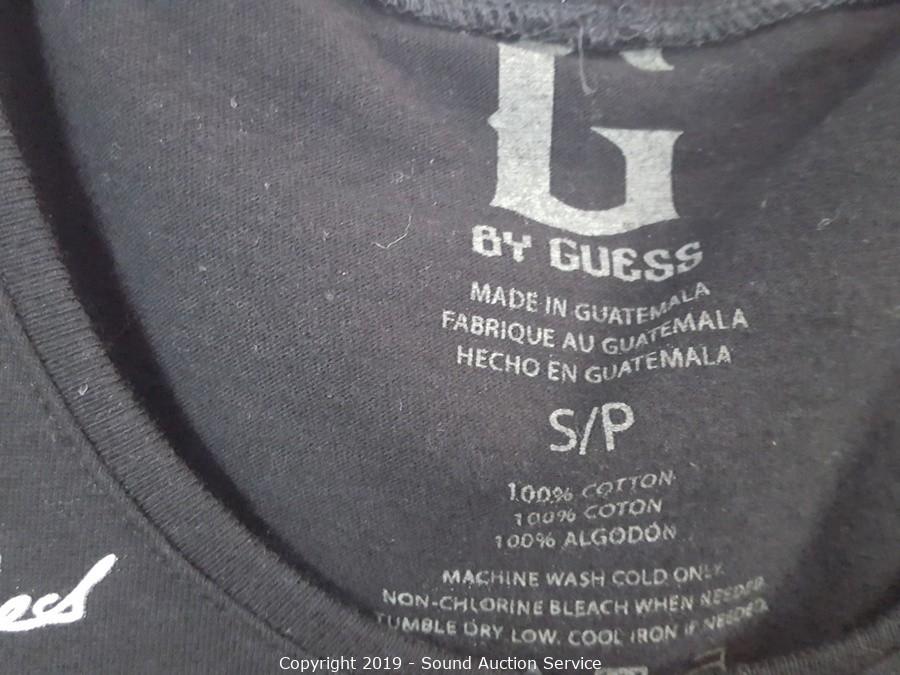 G
BY GUESS
MADE IN GUATEMALA
FABRIQUE AU GUATEMALA
HECHO EN GUATEMALA
S/P
100% COTTON
100% COTON
100% ALGODÓN
MACHINE WASH COLD ONLY.
NON-CHLORINE BLEACH WHEN NEEDED.
TUMBLE DRY LOW. COOL IRON IF NEEDED.
Copyright 2019 - Sound Auction Service